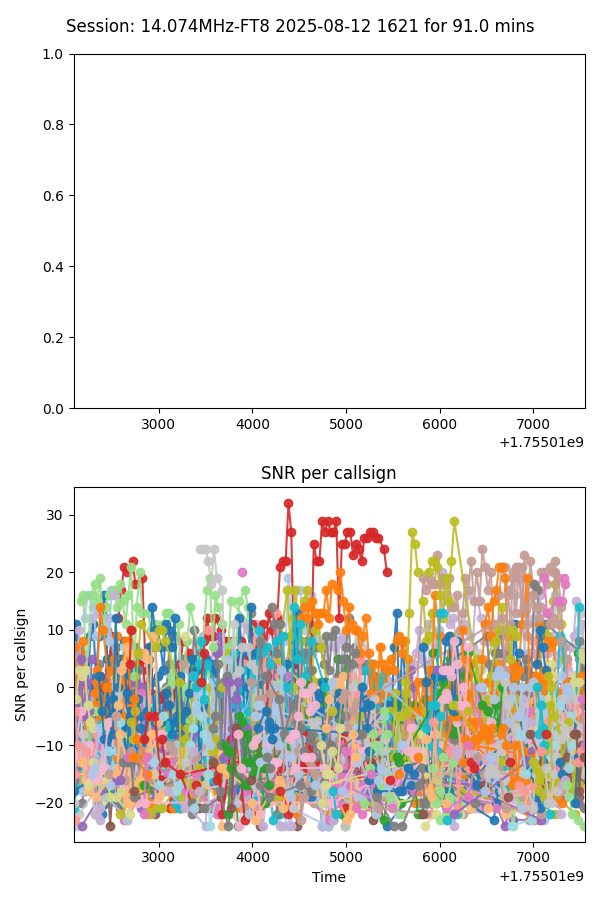 Session: 14.074MHz-FT8 2025-08-12 1621 for 91.0 mins
1.0
0.8
0.6
0.4
0.2
0.0
3000 4000 5000 6000 7000
+1.75501e9
SNR per callsign
30
20
10
0
−10
−20
SNR per callsign
3000 4000 5000 6000 7000
Time
+1.75501e9